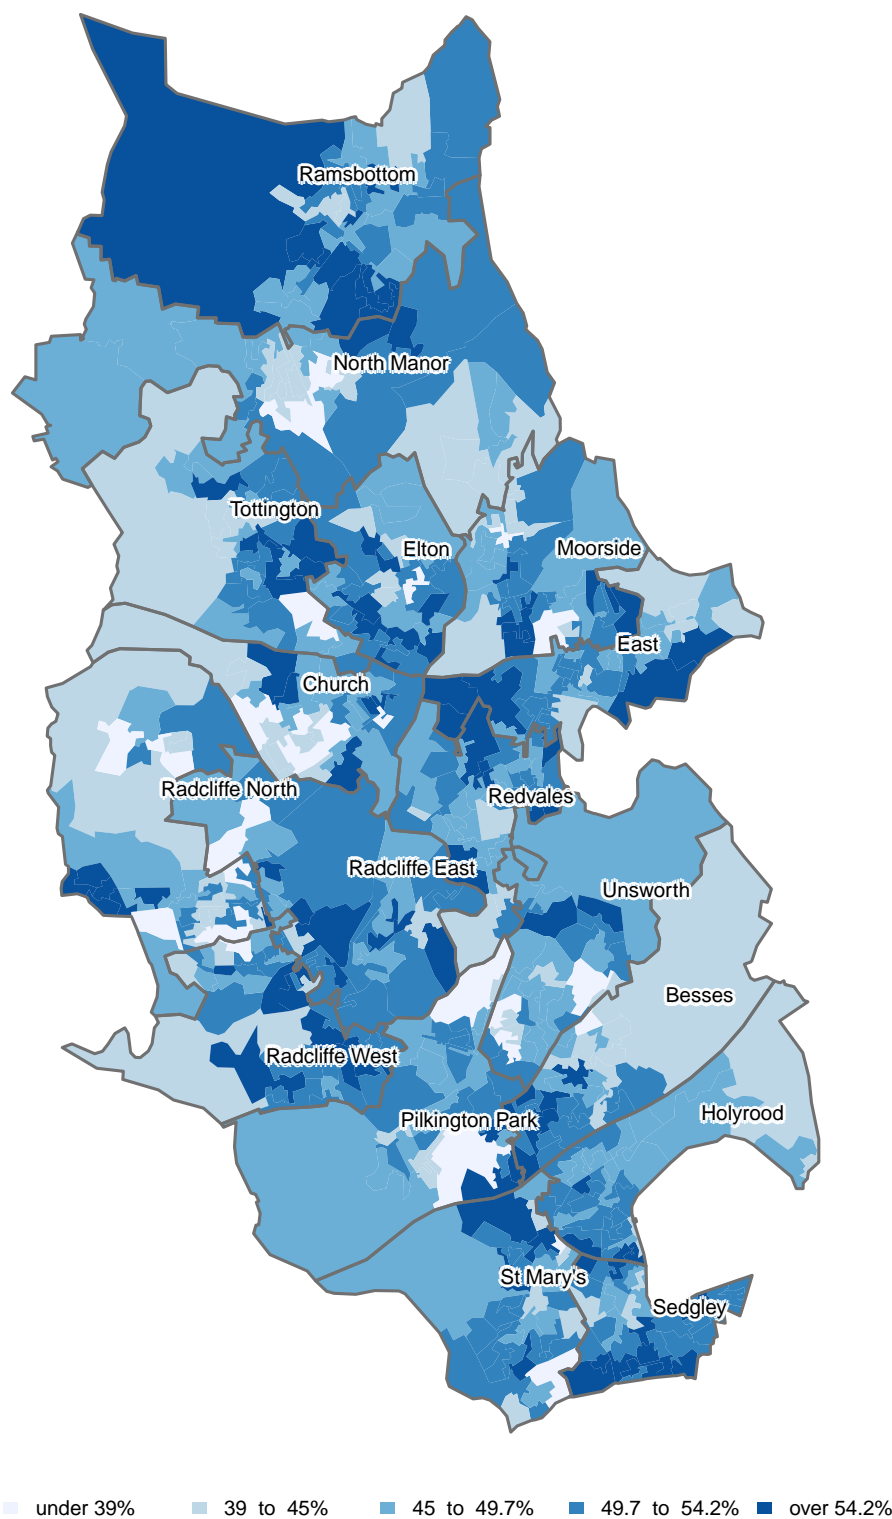 Ramsbottom
North Manor
Tottington
Elton
Moorside
East
Church
Radcliffe North
Redvales
Radcliffe East
Unsworth
Besses
Radcliffe West
Holyrood
Pilkington Park
St Mary's
Sedgley
under 39% 39 to 45% 45 to 49.7% 49.7 to 54.2% over 54.2%